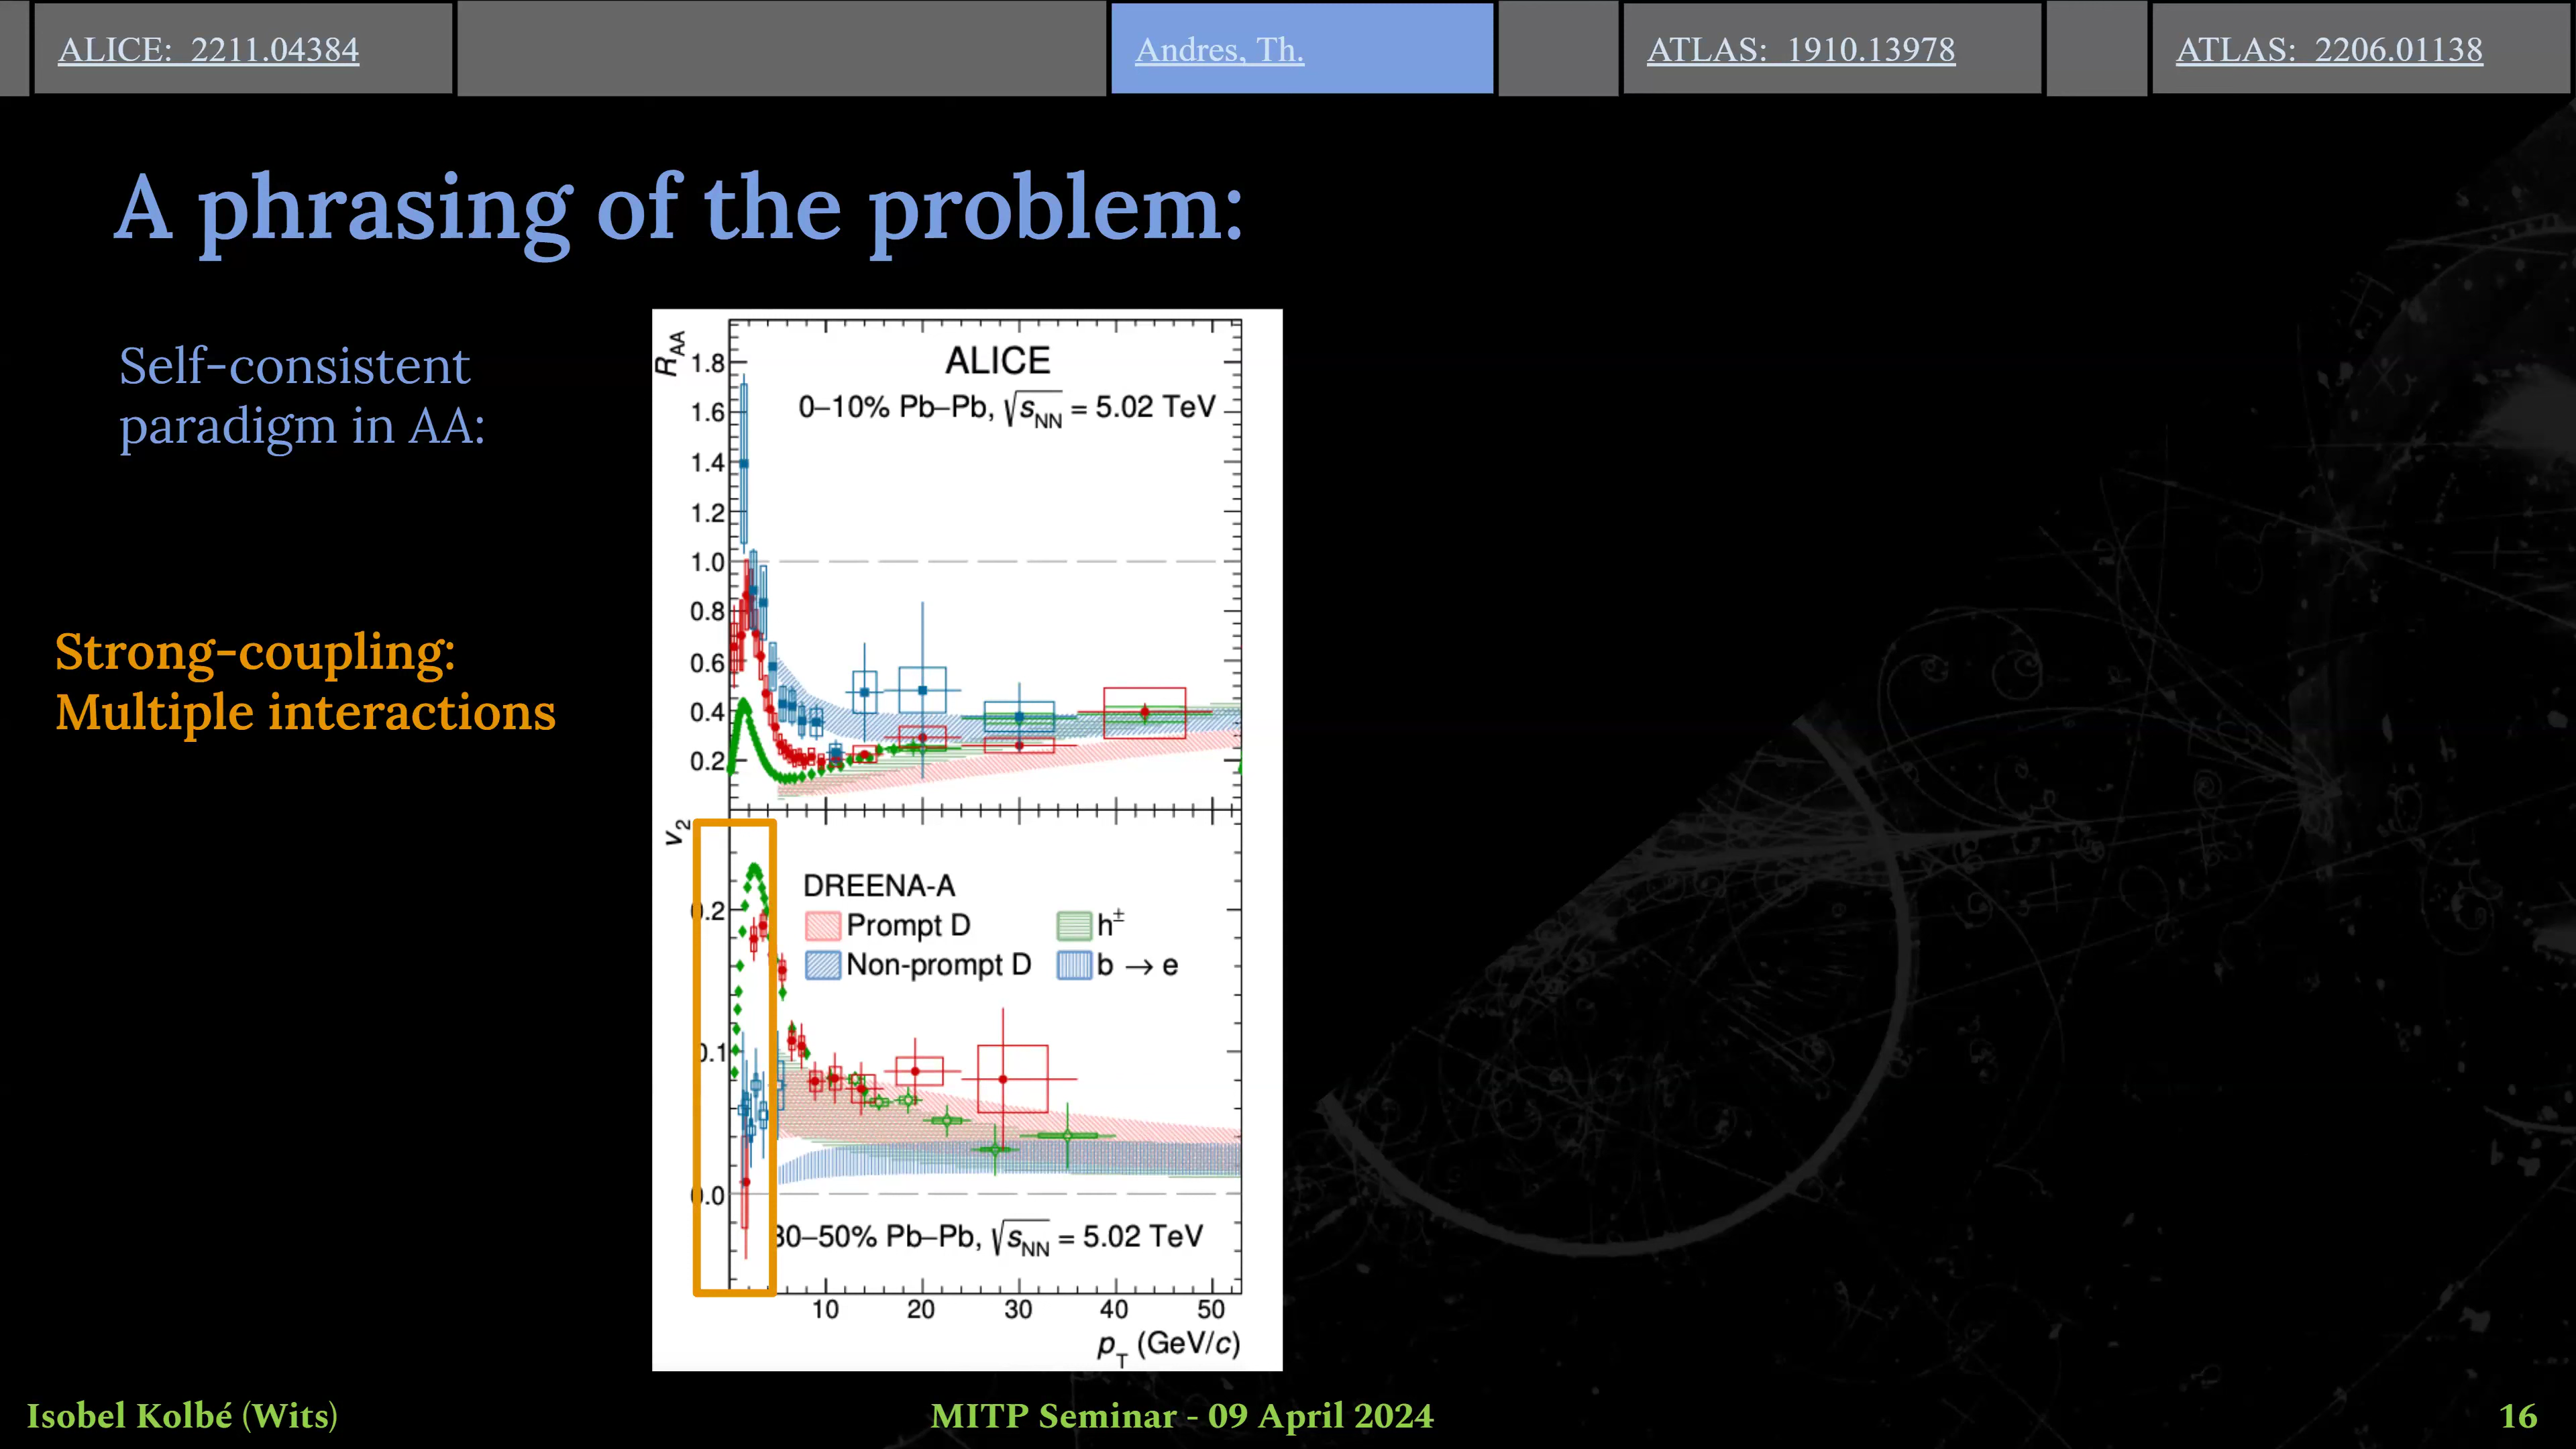 ALICE: 2211.04384
Andres, Th.
ATLAS: 1910.13978
ATLAS: 2206.01138
A phrasing of the problem:
Self-consistent
paradigm in AA:
Strong-coupling:
Multiple interactions
R_AA
ALICE
0–10% Pb–Pb, √s_NN = 5.02 TeV
1.8
1.6
1.4
1.2
1.0
0.8
0.6
0.4
0.2
v_2
DREENA-A
Prompt D
h±
Non-prompt D
b → e
0.2
0.1
0.0
30–50% Pb–Pb, √s_NN = 5.02 TeV
10 20 30 40 50
p_T (GeV/c)
Isobel Kolbé (Wits)
MITP Seminar - 09 April 2024
16